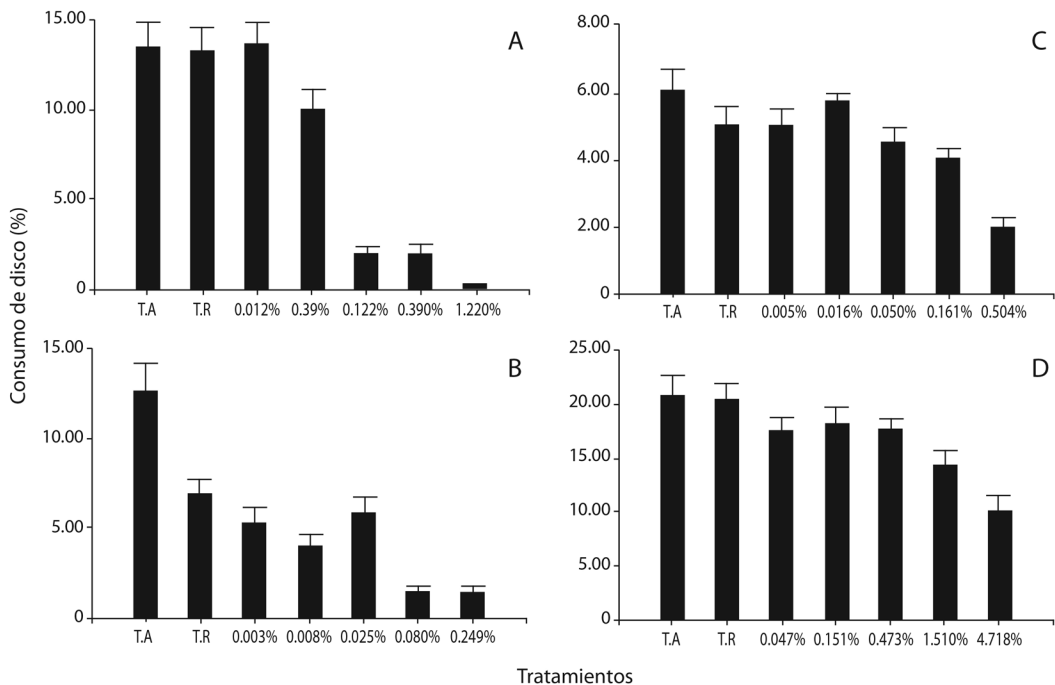 Consumo de disco (%)
A
15.00
10.00
5.00
0
T.A T.R 0.012% 0.39% 0.122% 0.390% 1.220%
C
8.00
6.00
4.00
2.00
0.00
T.A T.R 0.005% 0.016% 0.050% 0.161% 0.504%
B
15.00
10.00
5.00
0
T.A T.R 0.003% 0.008% 0.025% 0.080% 0.249%
D
25.00
20.00
15.00
10.00
5.00
0.00
T.A T.R 0.047% 0.151% 0.473% 1.510% 4.718%
Tratamientos